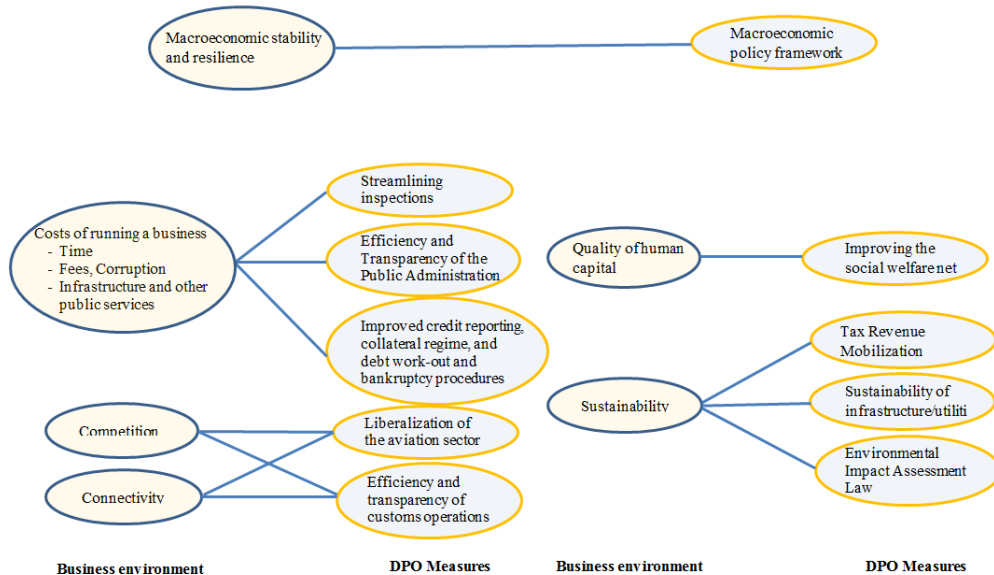 Macroeconomic stability
and resilience
Macroeconomic
policy framework
Costs of running a business
- Time
- Fees, Corruption
- Infrastructure and other
public services
Streamlining
inspections
Efficiency and
Transparency of the
Public Administration
Improved credit reporting,
collateral regime, and
debt work-out and
bankruptcy procedures
Competition
Connectivity
Liberalization of
the aviation sector
Efficiency and
transparency of
customs operations
Business environment
DPO Measures
Quality of human
capital
Improving the
social welfare net
Sustainability
Tax Revenue
Mobilization
Sustainability of
infrastructure/utiliti
Environmental
Impact Assessment
Law
Business environment
DPO Measures